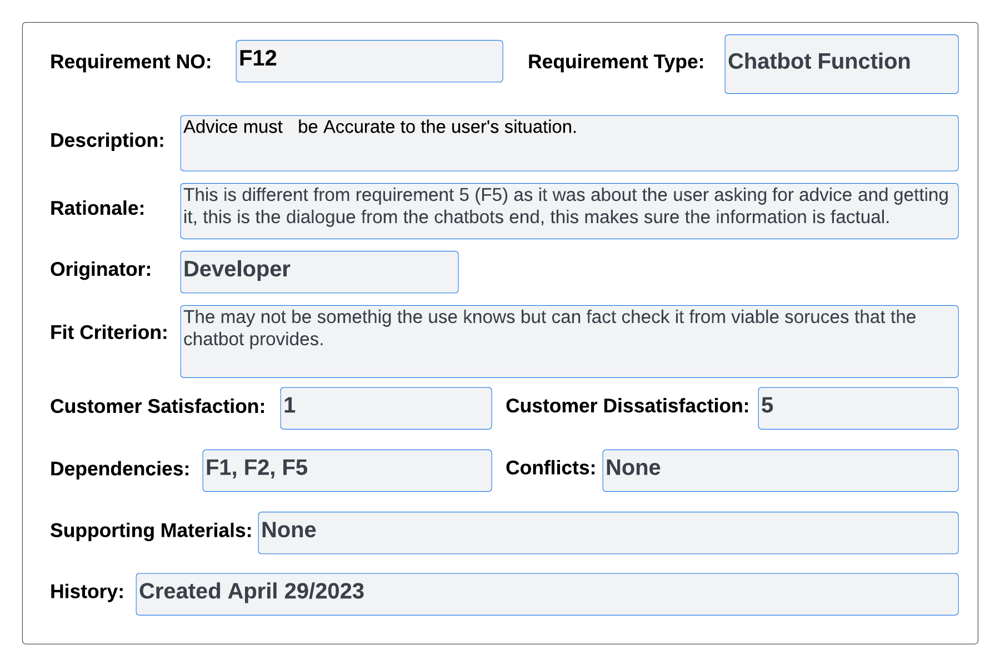 Requirement NO: F12 Requirement Type: Chatbot Function
Description: Advice must   be Accurate to the user's situation.
Rationale: This is different from requirement 5 (F5) as it was about the user asking for advice and getting
it, this is the dialogue from the chatbots end, this makes sure the information is factual.
Originator: Developer
Fit Criterion: The may not be somethig the use knows but can fact check it from viable soruces that the
chatbot provides.
Customer Satisfaction: 1 Customer Dissatisfaction: 5
Dependencies: F1, F2, F5 Conflicts: None
Supporting Materials: None
History: Created April 29/2023